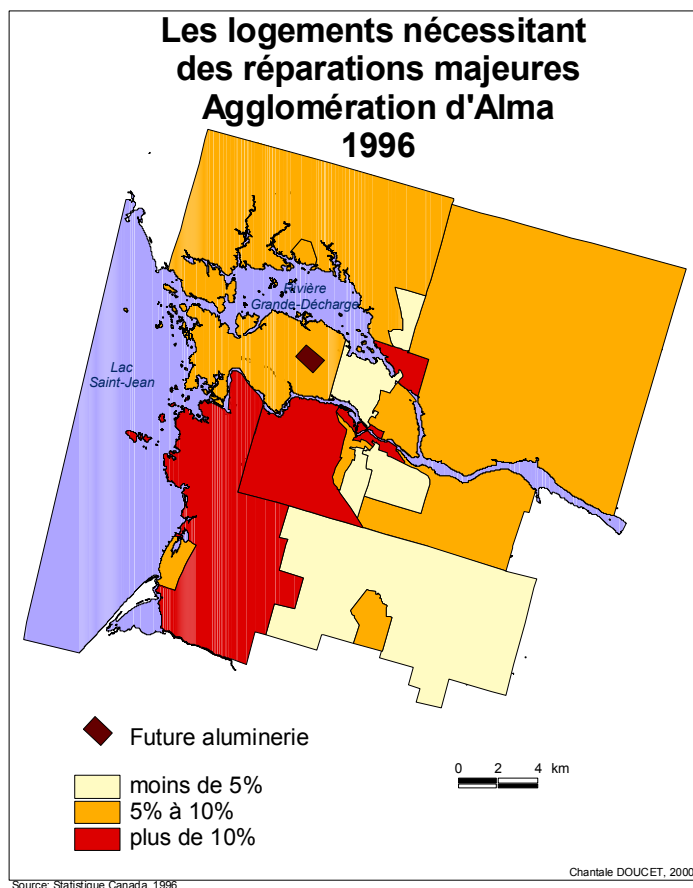 Les logements nécessitant
des réparations majeures
Agglomération d'Alma
1996
Rivière
Grande-Décharge
Lac
Saint-Jean
Future aluminerie
0 2 4 km
moins de 5%
5% à 10%
plus de 10%
Chantale DOUCET, 2000
Source: Statistique Canada, 1996